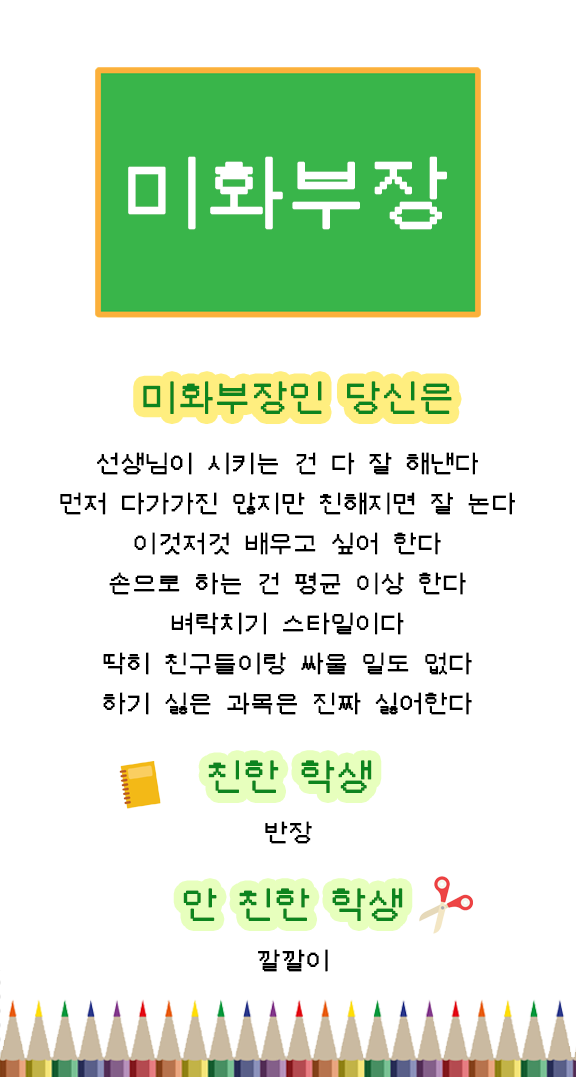 미화부장
미화부장인 당신은
선생님이 시키는 건 다 잘 해낸다
먼저 다가가진 않지만 친해지면 잘 논다
이것저것 배우고 싶어 한다
손으로 하는 건 평균 이상 한다
벼락치기 스타일이다
딱히 친구들이랑 싸울 일도 없다
하기 싫은 과목은 진짜 싫어한다
친한 학생
반장
안 친한 학생
깔깔이